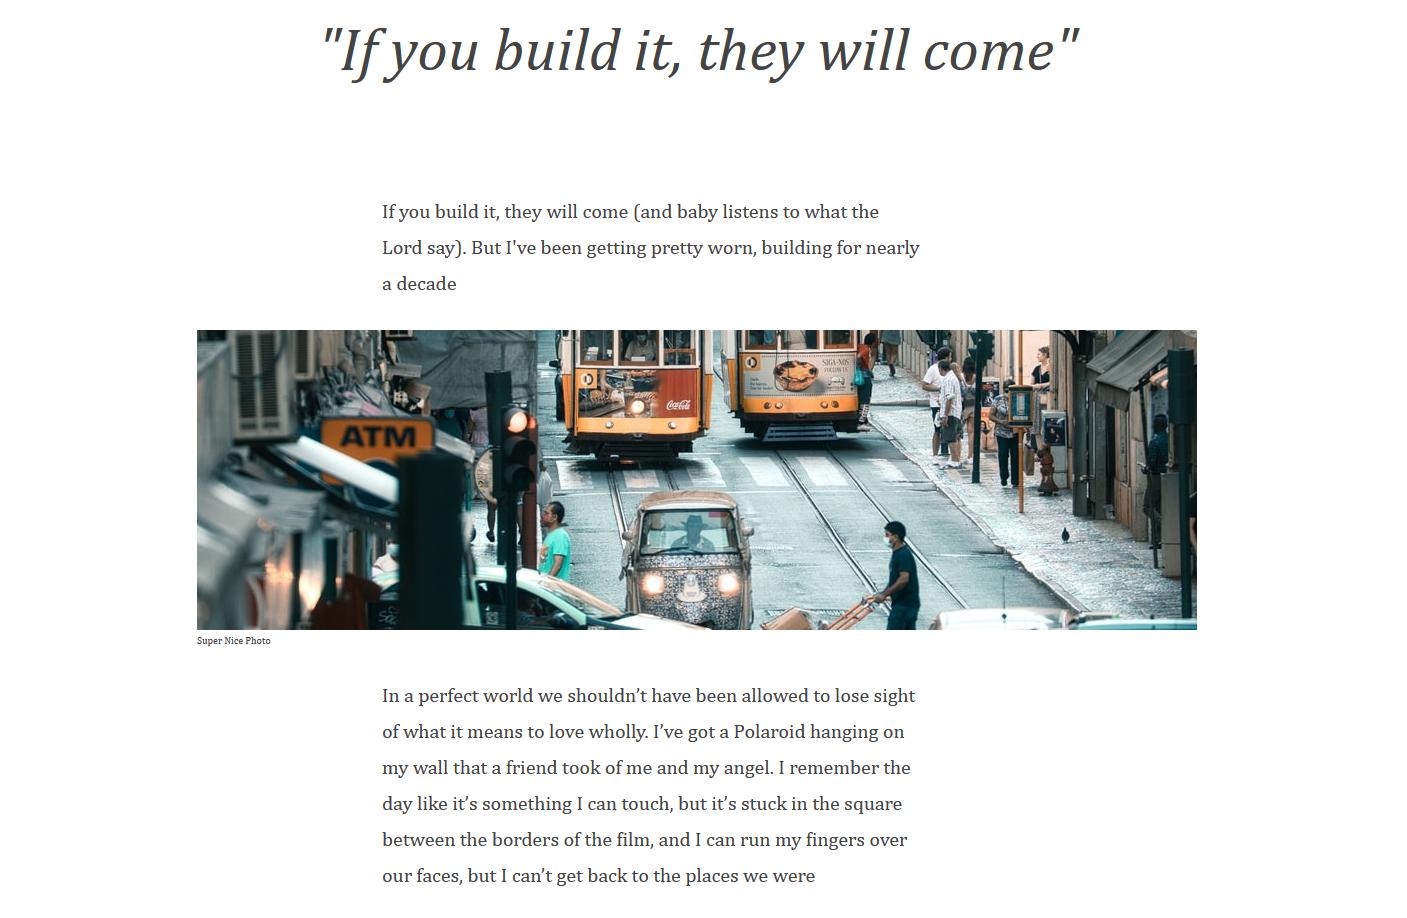 "If you build it, they will come"
If you build it, they will come (and baby listens to what the
Lord say). But I've been getting pretty worn, building for nearly
a decade
ATM
Coca-Cola
SIGA-NOS
Super Nice Photo
In a perfect world we shouldn’t have been allowed to lose sight
of what it means to love wholly. I’ve got a Polaroid hanging on
my wall that a friend took of me and my angel. I remember the
day like it’s something I can touch, but it’s stuck in the square
between the borders of the film, and I can run my fingers over
our faces, but I can’t get back to the places we were